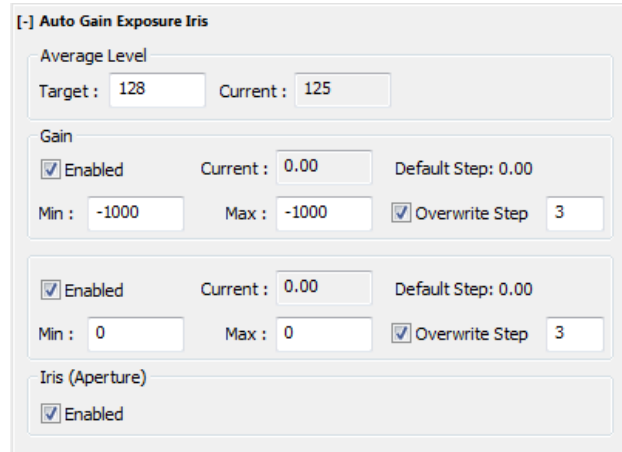 [-] Auto Gain Exposure Iris
Average Level
Target : 128 Current : 125
Gain
Enabled Current : 0.00 Default Step: 0.00
Min : -1000 Max : -1000 Overwrite Step 3
Enabled Current : 0.00 Default Step: 0.00
Min : 0 Max : 0 Overwrite Step 3
Iris (Aperture)
Enabled